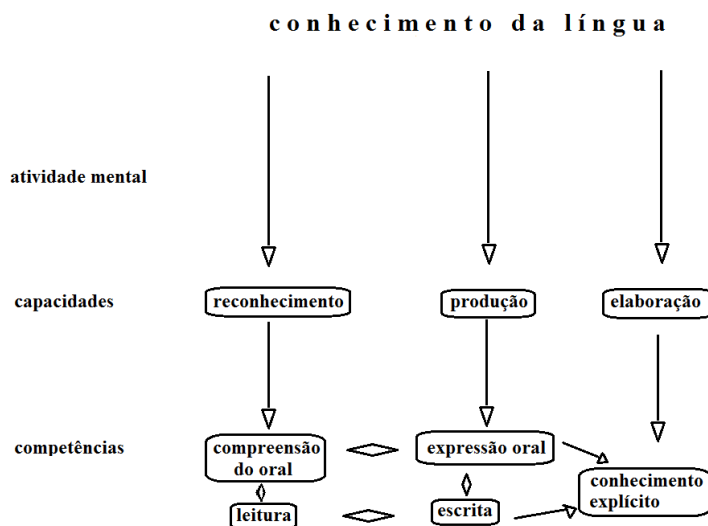 conhecimento da língua
atividade mental
capacidades
reconhecimento
produção
elaboração
competências
compreensão
do oral
expressão oral
conhecimento
explícito
leitura
escrita